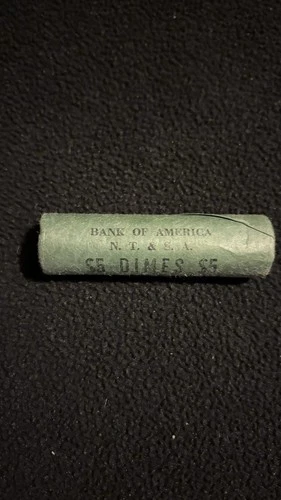 BANK OF AMERICA
N. T. & S. A.
$5 DIMES $5